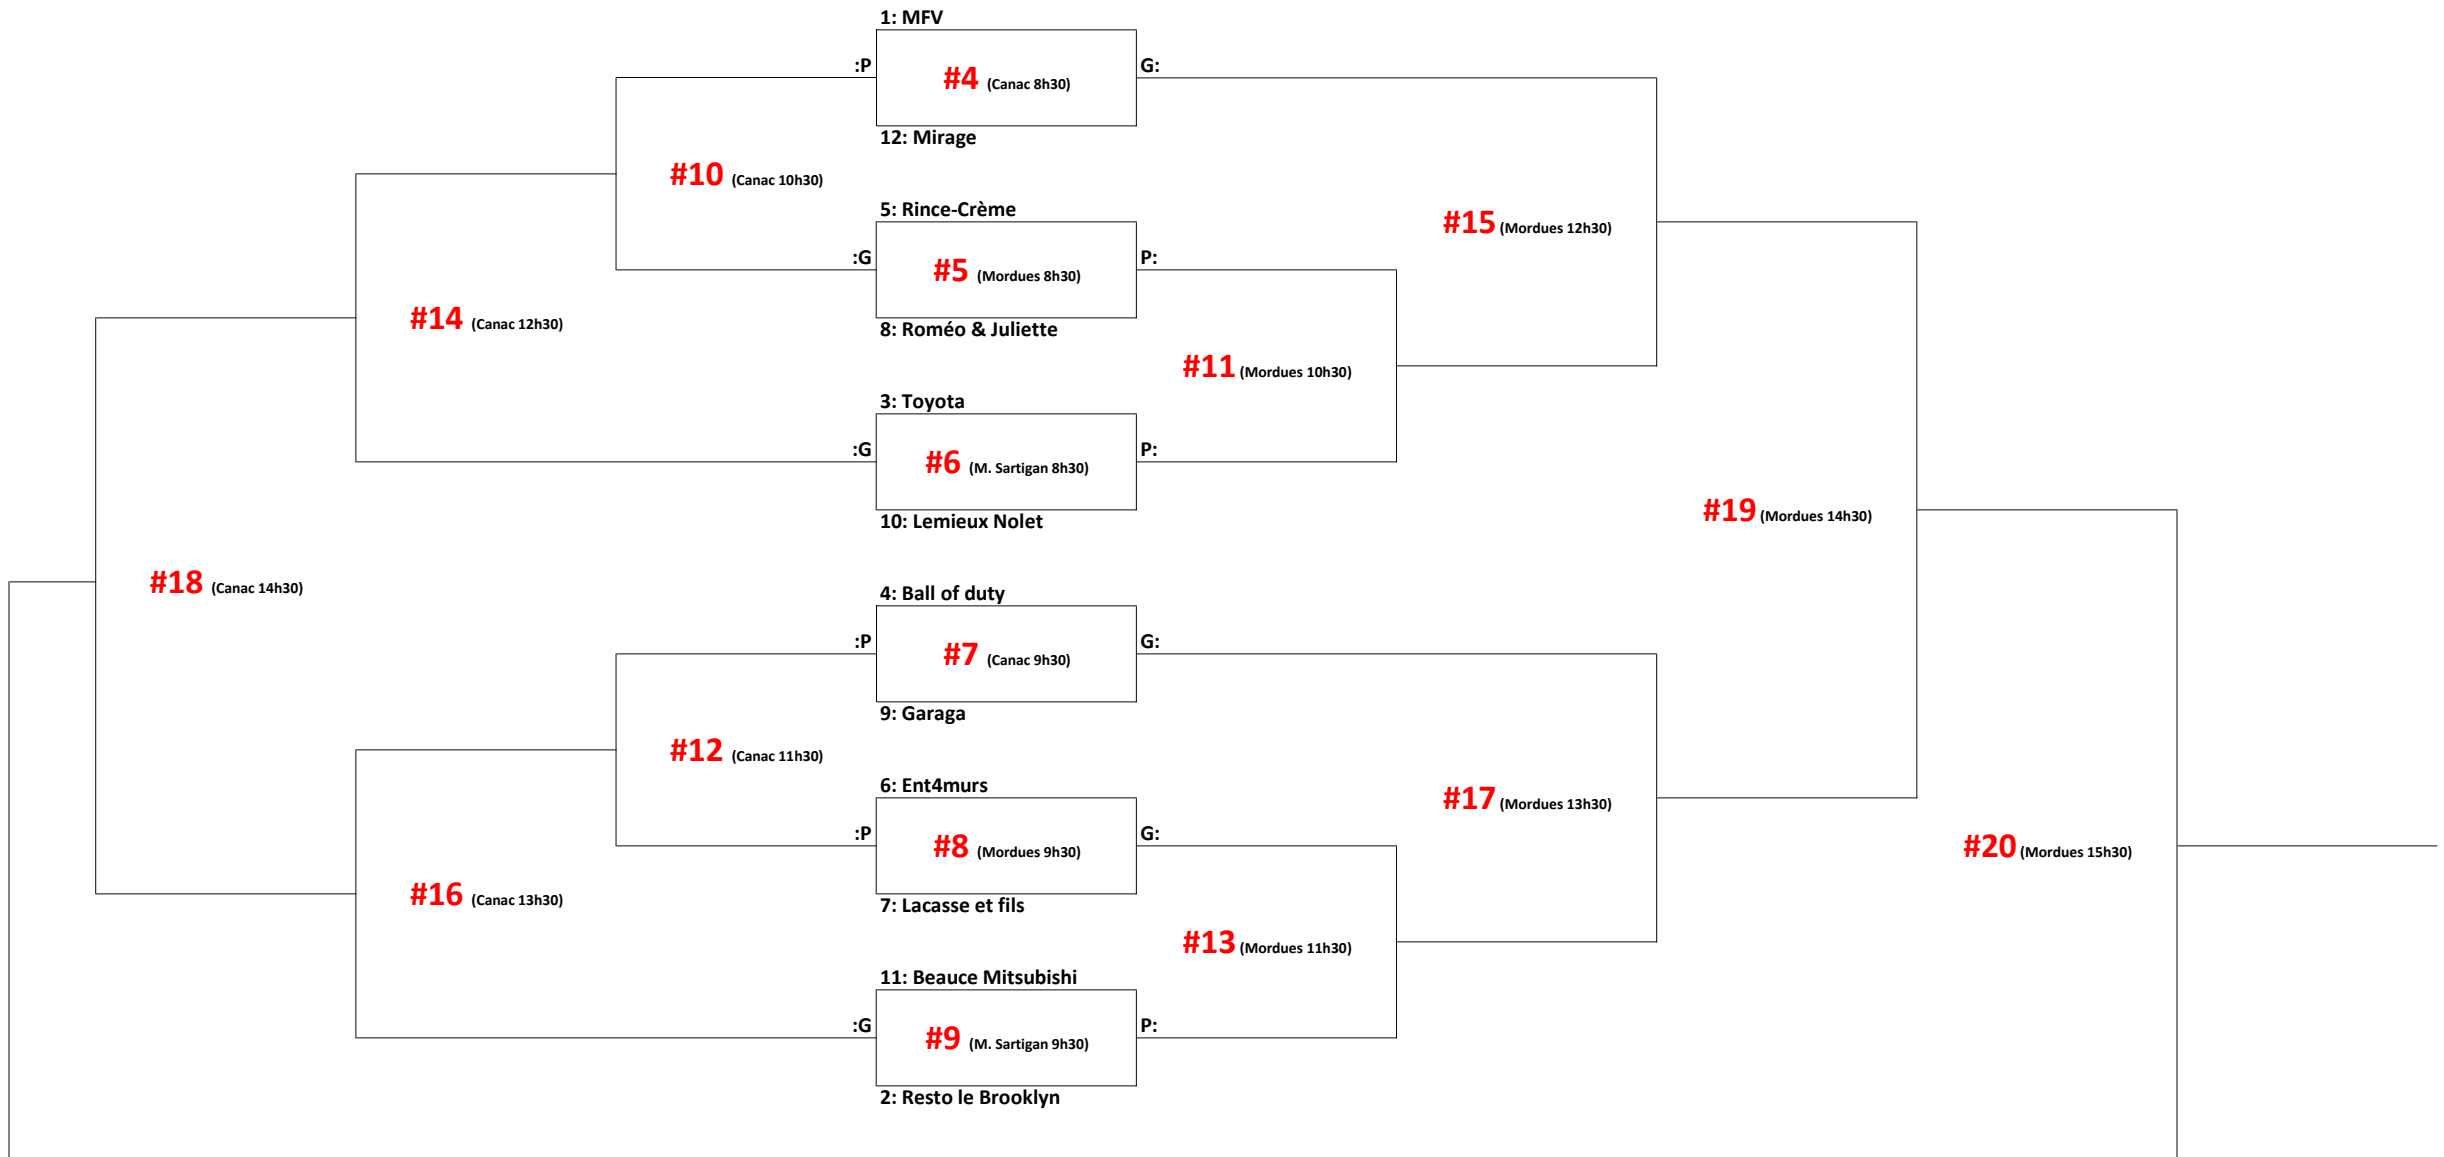 1: MFV
:P
#4 (Canac 8h30)
G:
12: Mirage
#10 (Canac 10h30)
5: Rince-Crème
#15 (Mordues 12h30)
:G
#5 (Mordues 8h30)
P:
#14 (Canac 12h30)
8: Roméo & Juliette
#11 (Mordues 10h30)
3: Toyota
:G
#6 (M. Sartigan 8h30)
P:
#19 (Mordues 14h30)
10: Lemieux Nolet
#18 (Canac 14h30)
4: Ball of duty
:P
#7 (Canac 9h30)
G:
9: Garaga
#12 (Canac 11h30)
6: Ent4murs
#17 (Mordues 13h30)
:P
#8 (Mordues 9h30)
G:
#20 (Mordues 15h30)
#16 (Canac 13h30)
7: Lacasse et fils
#13 (Mordues 11h30)
11: Beauce Mitsubishi
:G
#9 (M. Sartigan 9h30)
P:
2: Resto le Brooklyn